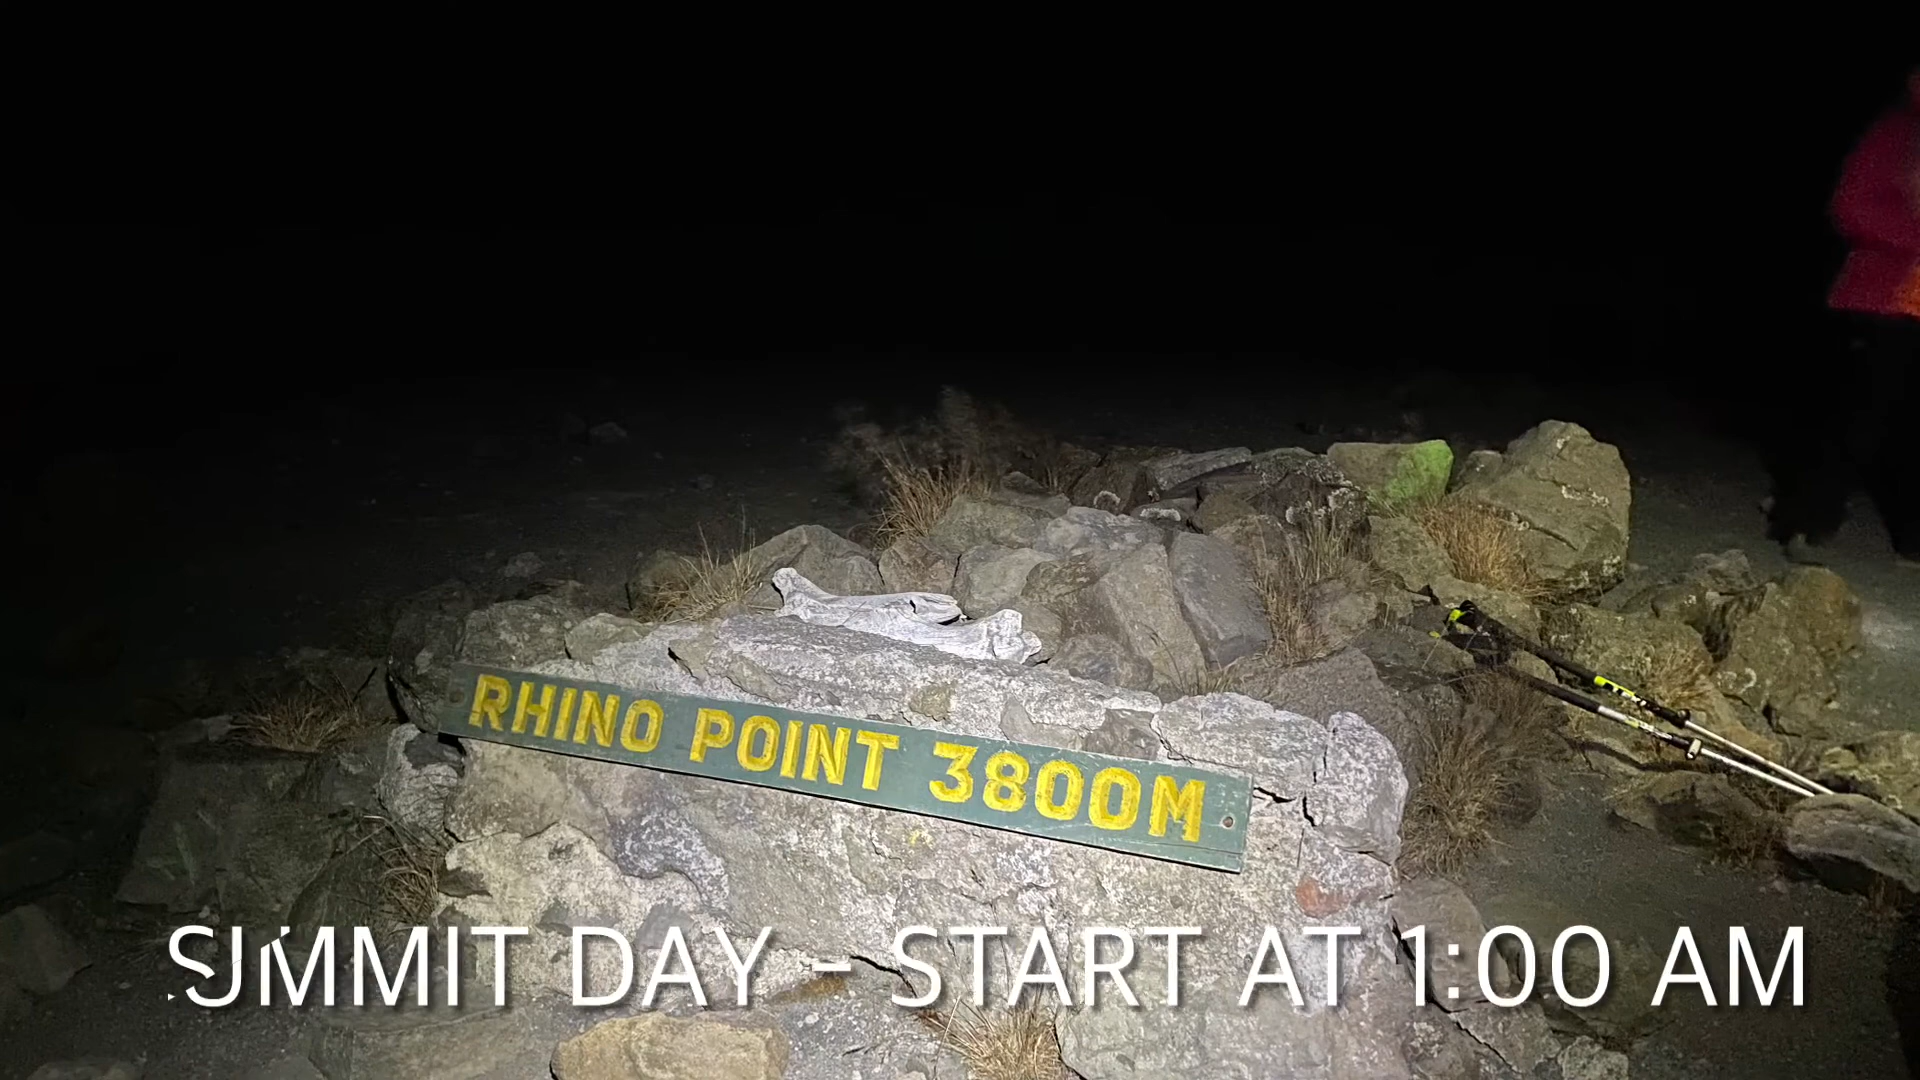 RHINO POINT 3800M
SUMMIT DAY - START AT 1:00 AM